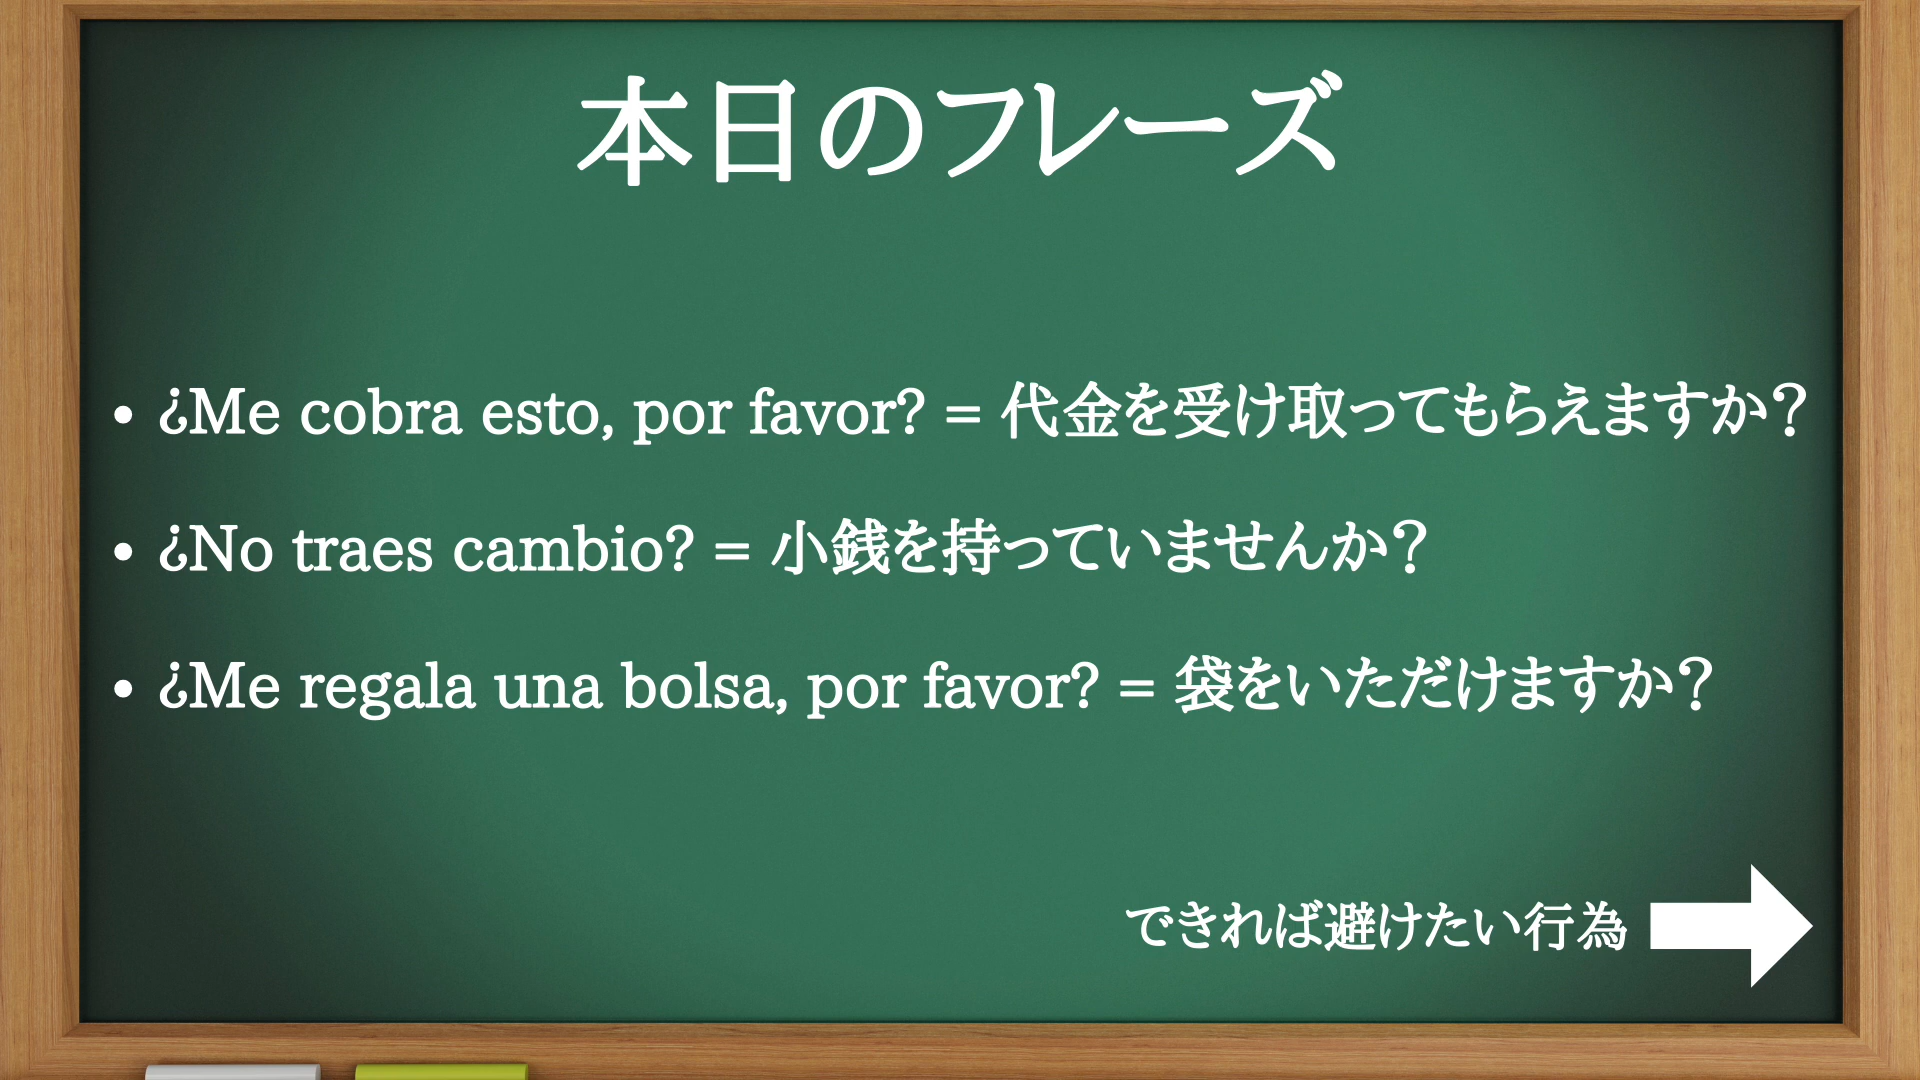 本日のフレーズ
• ¿Me cobra esto, por favor? = 代金を受け取ってもらえますか？
• ¿No traes cambio? = 小銭を持っていませんか？
• ¿Me regala una bolsa, por favor? = 袋をいただけますか？
できれば避けたい行為